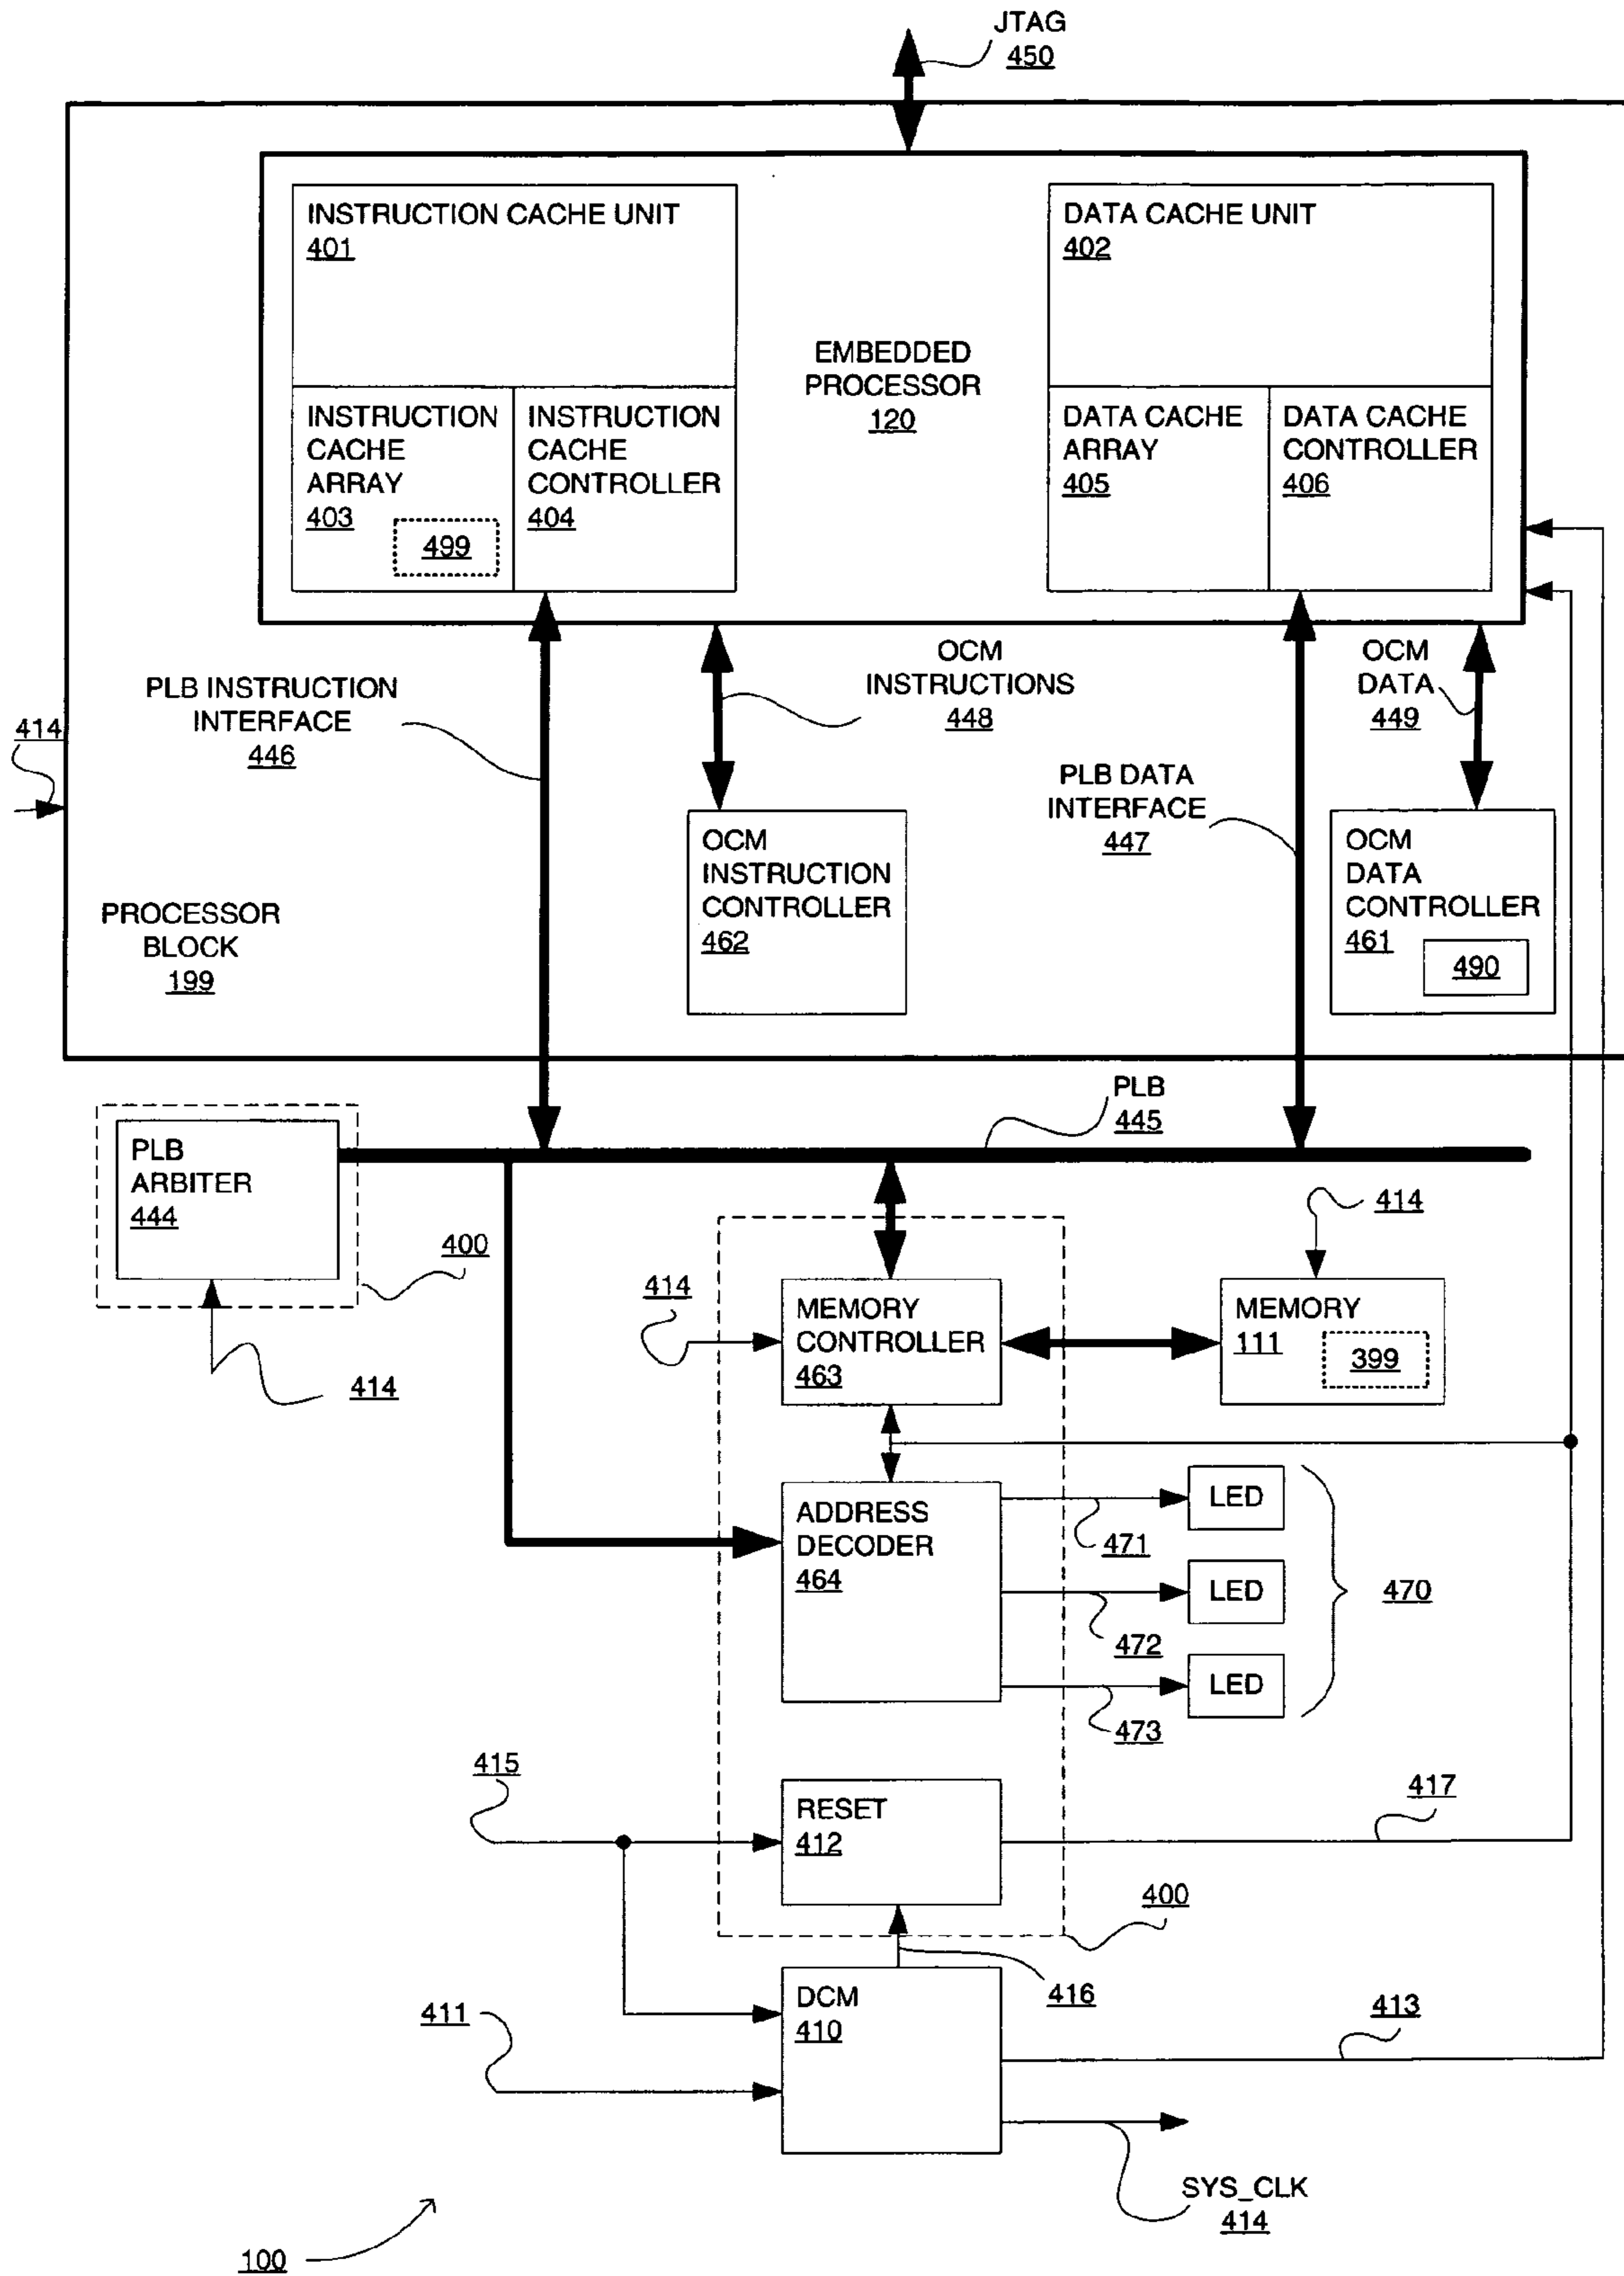 JTAG
450
INSTRUCTION CACHE UNIT
401
DATA CACHE UNIT
402
EMBEDDED
PROCESSOR
120
INSTRUCTION
CACHE
ARRAY
403
499
INSTRUCTION
CACHE
CONTROLLER
404
DATA CACHE
ARRAY
405
DATA CACHE
CONTROLLER
406
PLB INSTRUCTION
INTERFACE
446
OCM
INSTRUCTIONS
448
OCM
DATA
449
414
PLB DATA
INTERFACE
447
OCM
INSTRUCTION
CONTROLLER
462
OCM
DATA
CONTROLLER
461
490
PROCESSOR
BLOCK
199
PLB
445
PLB
ARBITER
444
400
414
414
MEMORY
CONTROLLER
463
414
MEMORY
111
399
ADDRESS
DECODER
464
LED
471
LED
472
LED
473
470
415
RESET
412
417
400
416
DCM
410
411
413
SYS_CLK
414
100